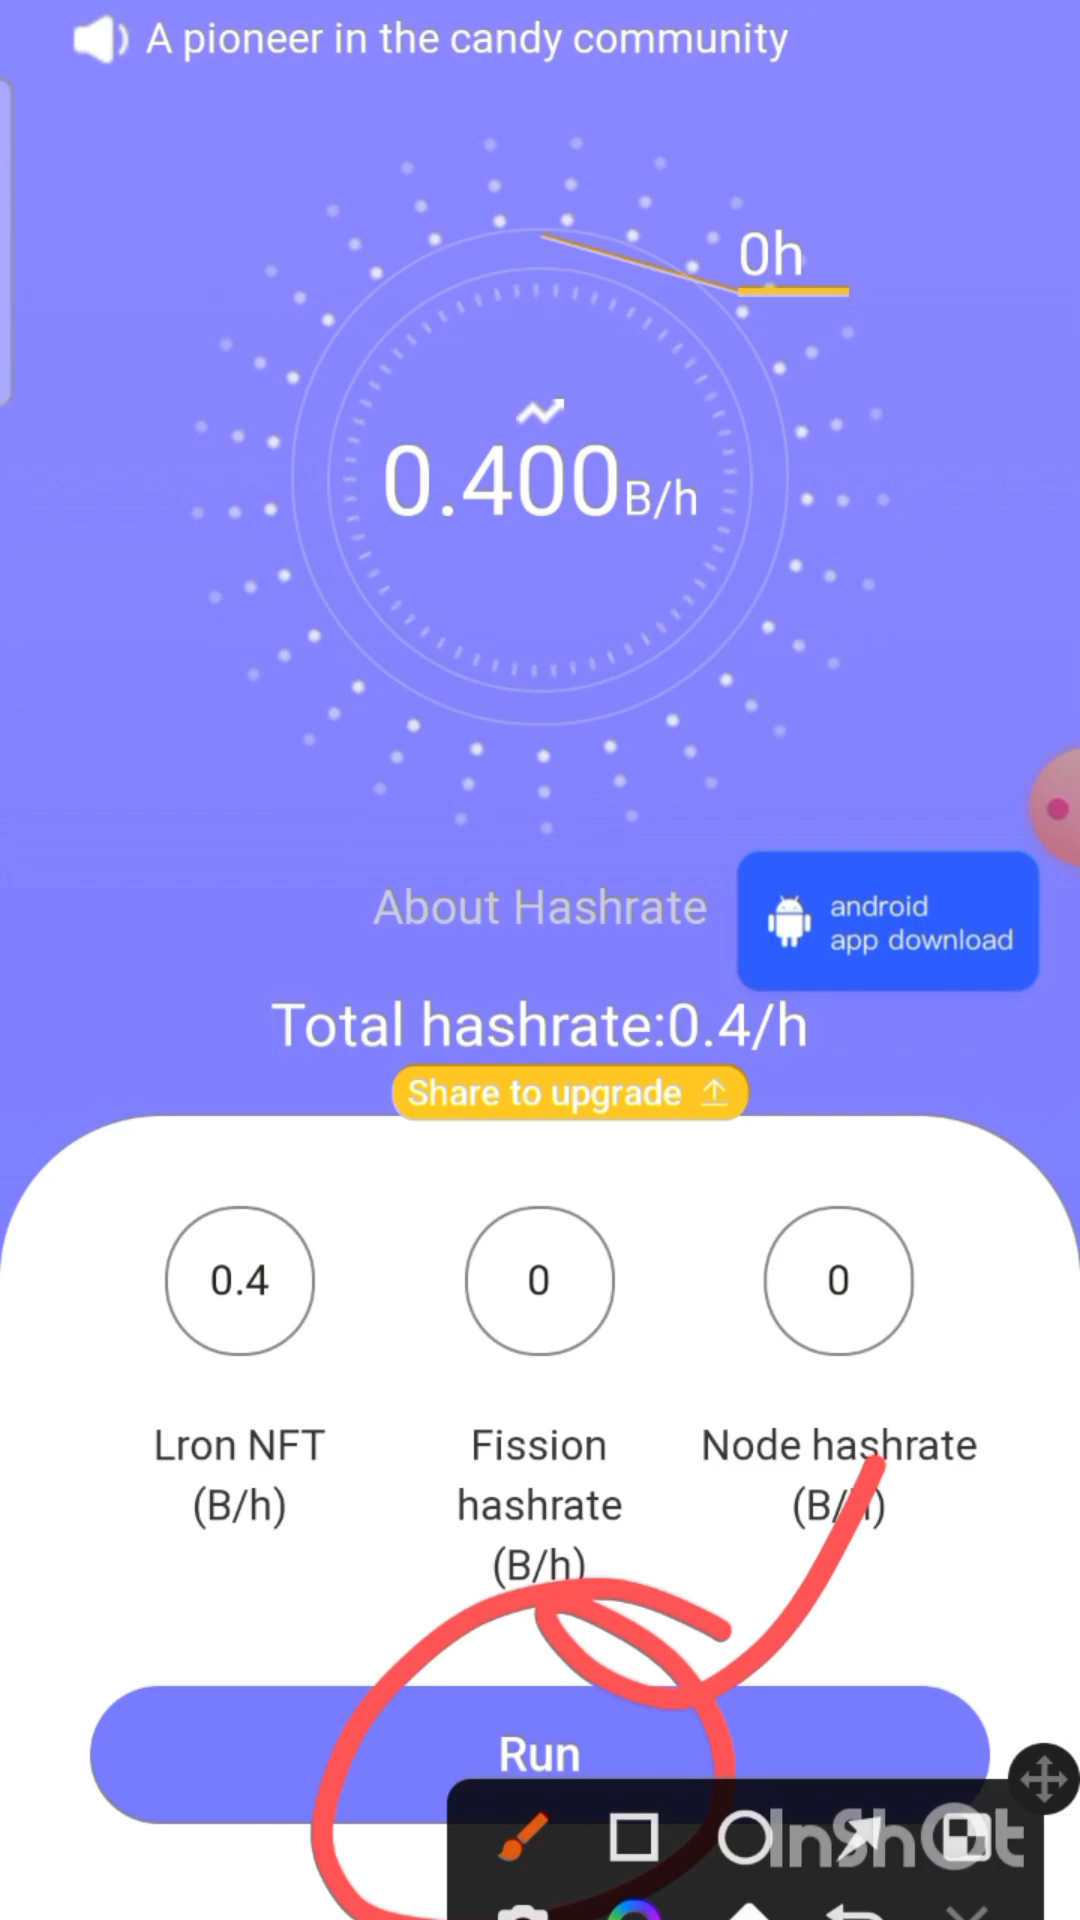 A pioneer in the candy community
0h
0.400B/h
About Hashrate
android
app download
Total hashrate:0.4/h
Share to upgrade
0.4
0
0
Lron NFT
(B/h)
Fission
hashrate
(B/h)
Node hashrate
(B/h)
Run
InShOt